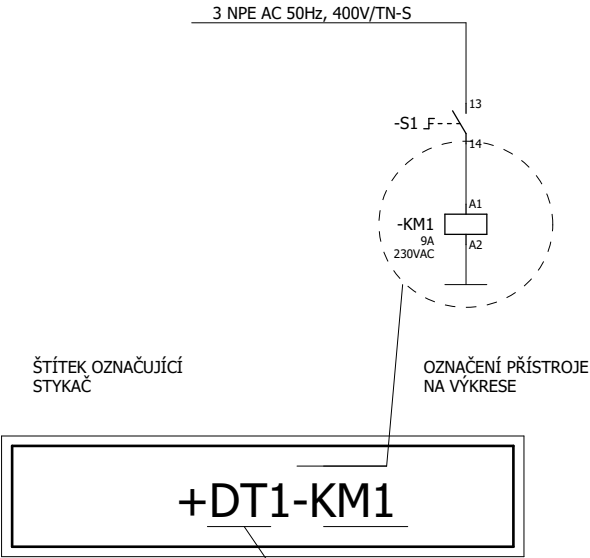 3 NPE AC 50Hz, 400V/TN-S
13
-S1
14
A1
-KM1
9A
A2
230VAC
ŠTÍTEK OZNAČUJÍCÍ
STYKAČ
OZNAČENÍ PŘÍSTROJE
NA VÝKRESE
+DT1-KM1